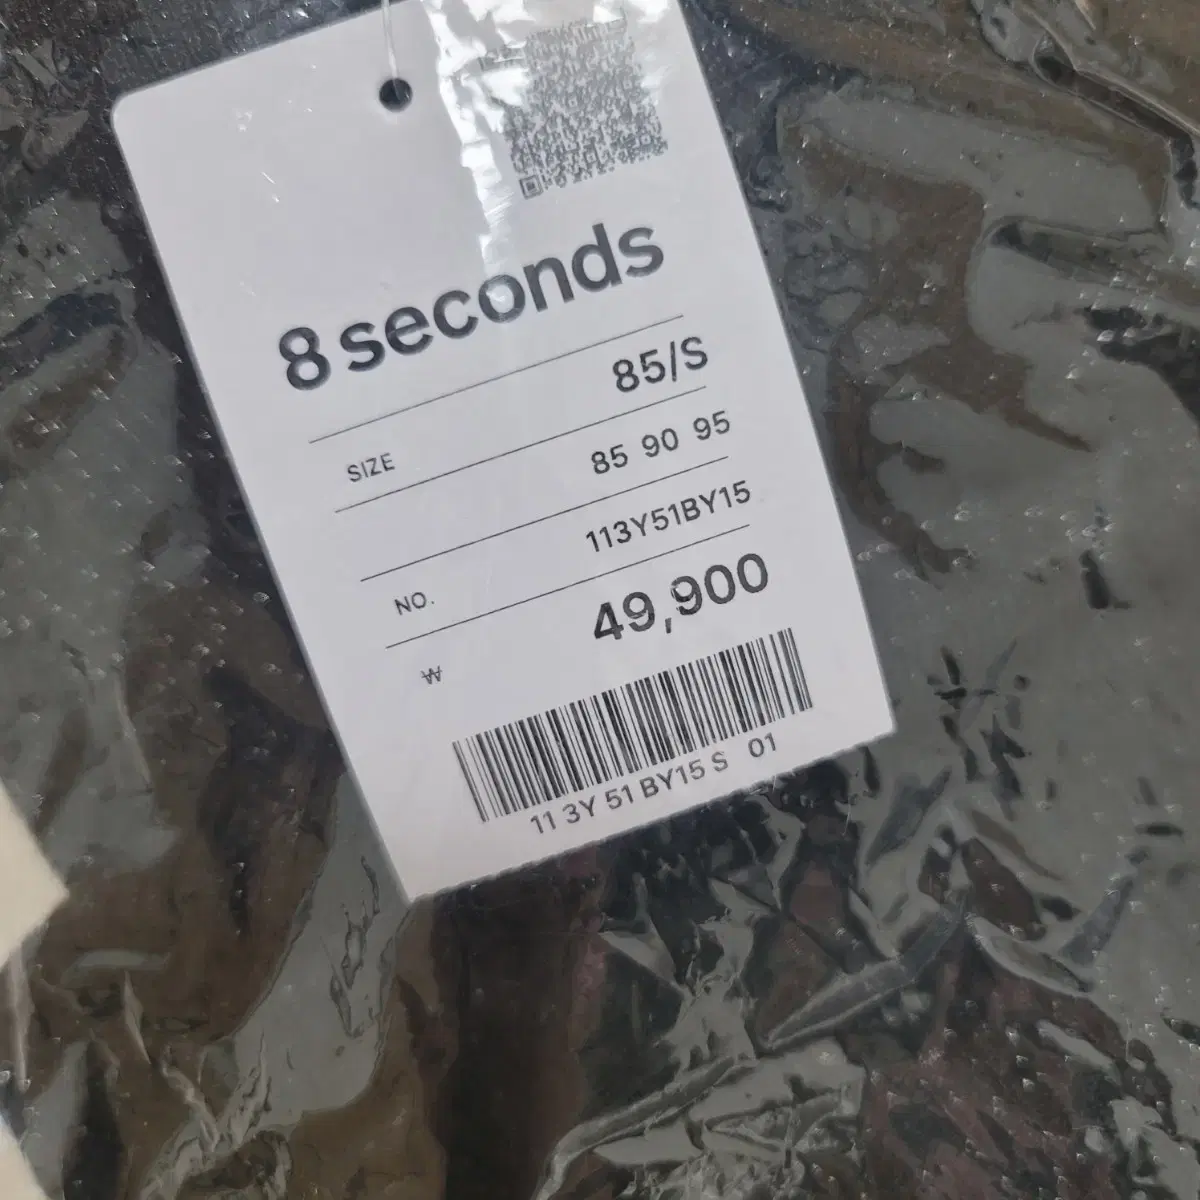 8 seconds
SIZE 85/S
85 90 95
NO. 113Y51BY15
₩ 49,900
11 3Y 51 BY15 S 01